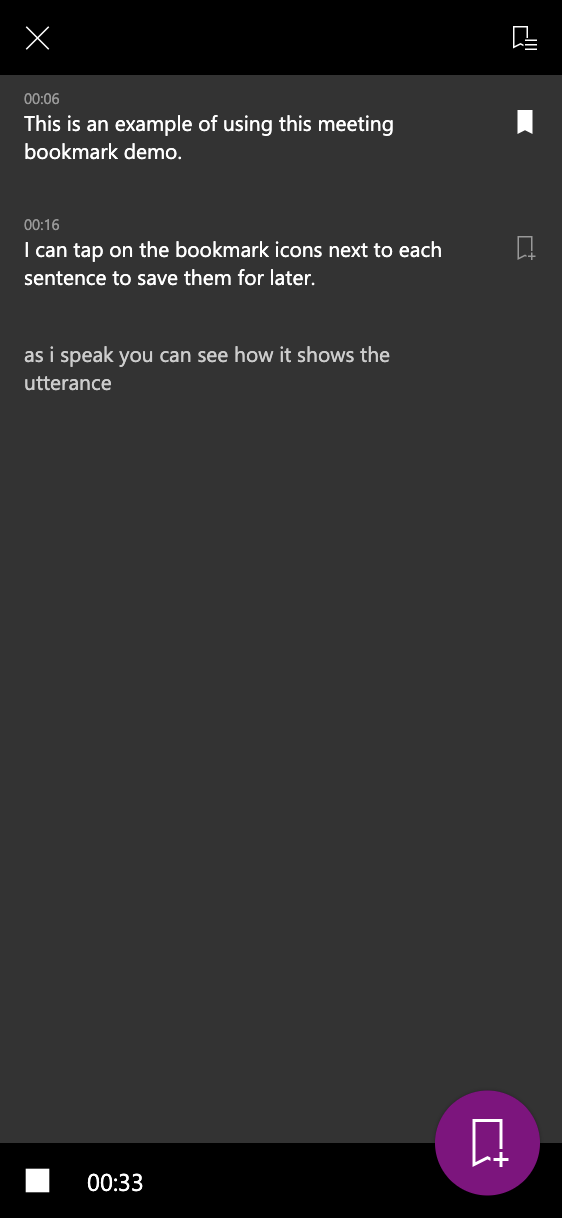 00:06
This is an example of using this meeting
bookmark demo.
00:16
I can tap on the bookmark icons next to each
sentence to save them for later.
as i speak you can see how it shows the
utterance
00:33